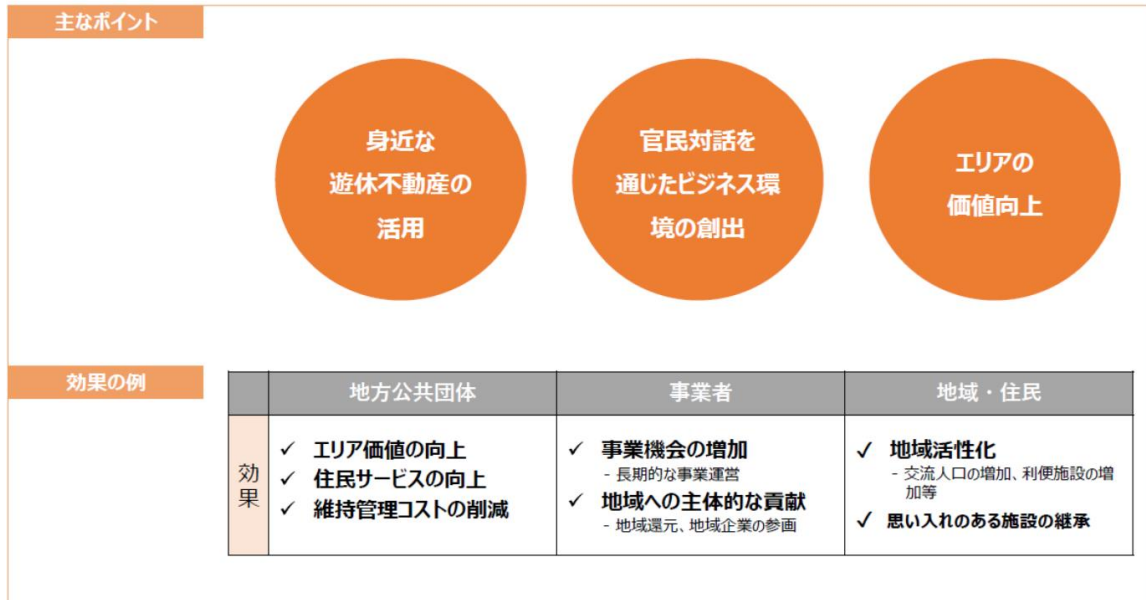 主なポイント
身近な
遊休不動産の
活用
官民対話を
通じたビジネス環
境の創出
エリアの
価値向上
効果の例
地方公共団体
事業者
地域・住民
効
果
✓ エリア価値の向上
✓ 住民サービスの向上
✓ 維持管理コストの削減
✓ 事業機会の増加
- 長期的な事業運営
✓ 地域への主体的な貢献
- 地域還元、地域企業の参画
✓ 地域活性化
- 交流人口の増加、利便施設の増
加等
✓ 思い入れのある施設の継承